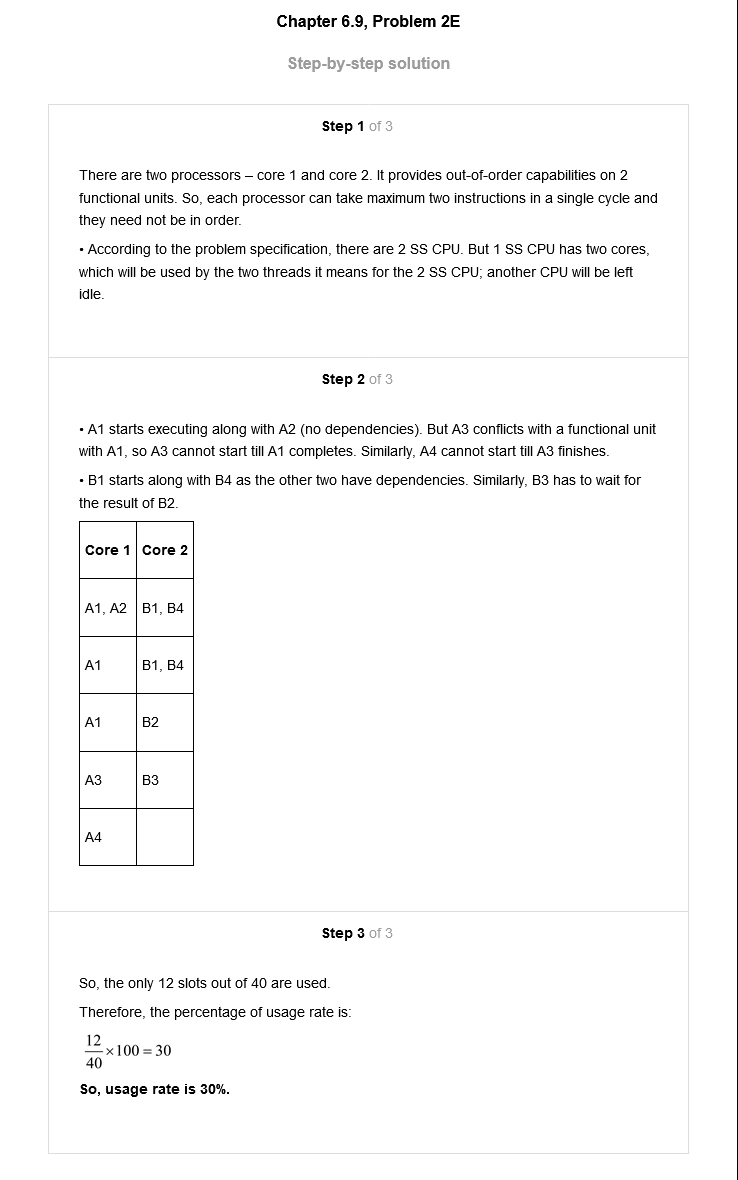 Chapter 6.9, Problem 2E
Step-by-step solution
Step 1 of 3
There are two processors – core 1 and core 2. It provides out-of-order capabilities on 2
functional units. So, each processor can take maximum two instructions in a single cycle and
they need not be in order.
• According to the problem specification, there are 2 SS CPU. But 1 SS CPU has two cores,
which will be used by the two threads it means for the 2 SS CPU; another CPU will be left
idle.
Step 2 of 3
• A1 starts executing along with A2 (no dependencies). But A3 conflicts with a functional unit
with A1, so A3 cannot start till A1 completes. Similarly, A4 cannot start till A3 finishes.
• B1 starts along with B4 as the other two have dependencies. Similarly, B3 has to wait for
the result of B2.
Core 1 Core 2
A1, A2 B1, B4
A1 B1, B4
A1 B2
A3 B3
A4
Step 3 of 3
So, the only 12 slots out of 40 are used.
Therefore, the percentage of usage rate is:
12/40 × 100 = 30
So, usage rate is 30%.